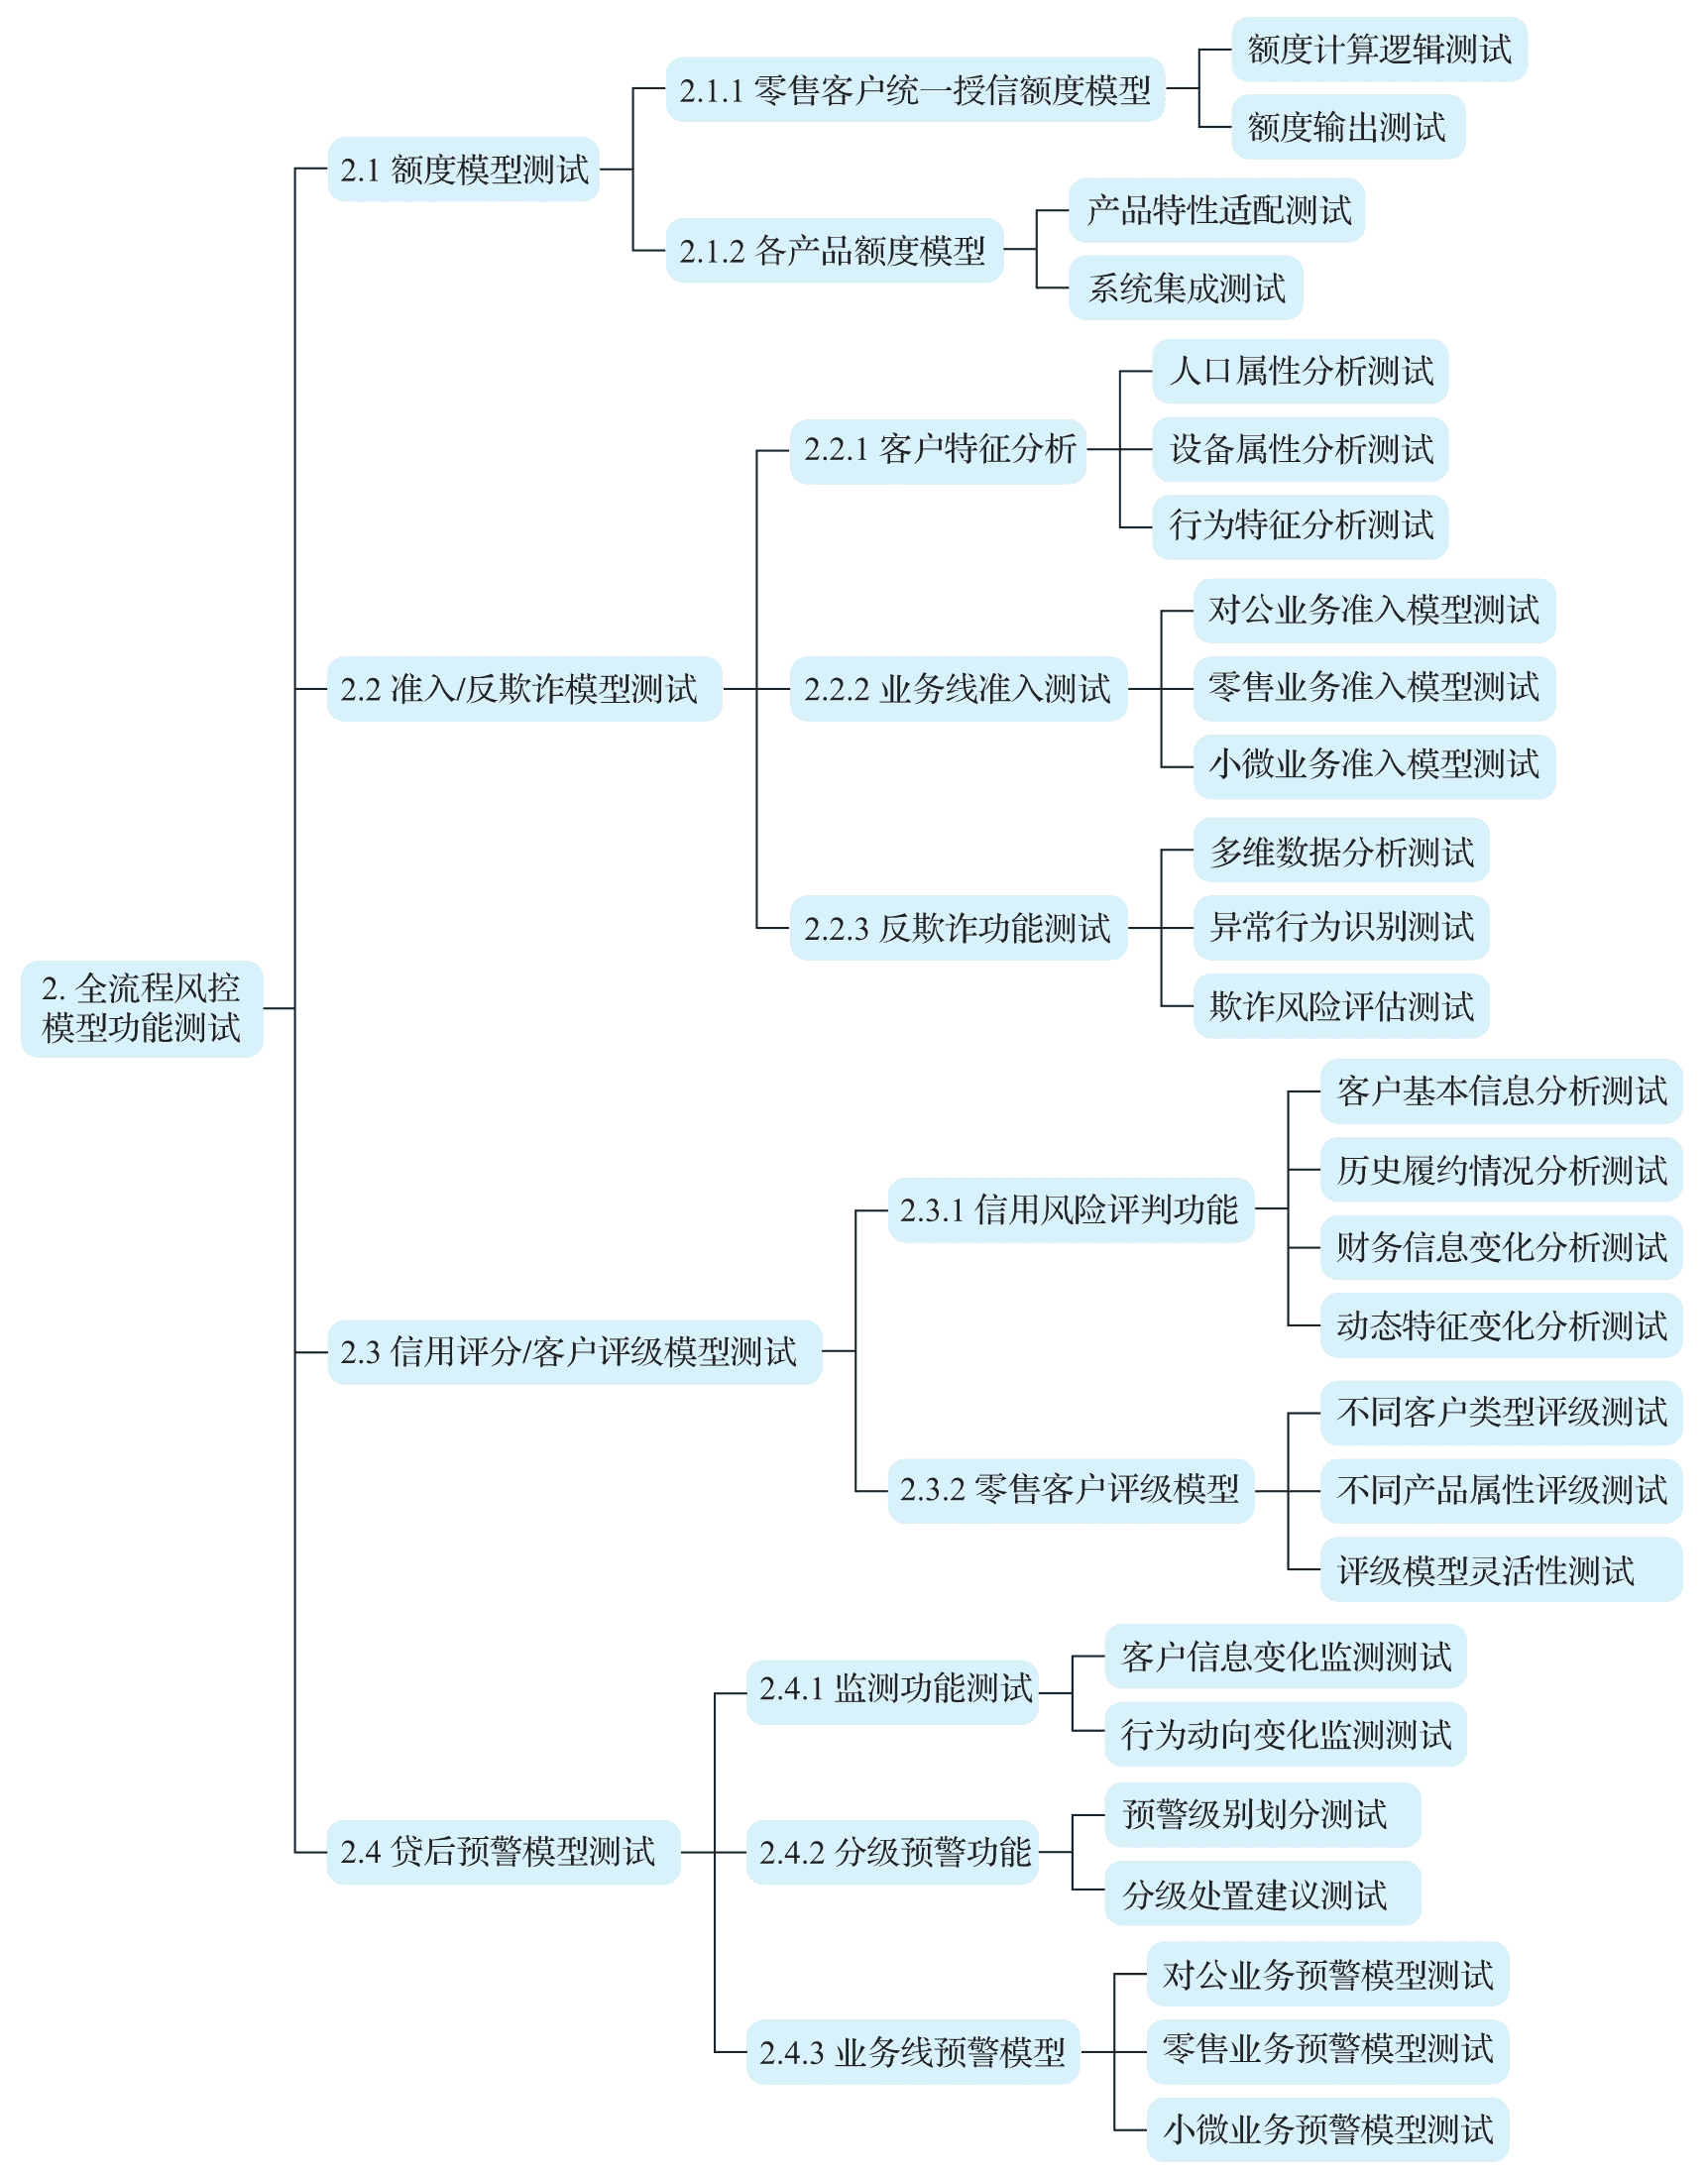 2. 全流程风控
模型功能测试
2.1 额度模型测试
2.1.1 零售客户统一授信额度模型
额度计算逻辑测试
额度输出测试
2.1.2 各产品额度模型
产品特性适配测试
系统集成测试
2.2 准入/反欺诈模型测试
2.2.1 客户特征分析
人口属性分析测试
设备属性分析测试
行为特征分析测试
2.2.2 业务线准入测试
对公业务准入模型测试
零售业务准入模型测试
小微业务准入模型测试
2.2.3 反欺诈功能测试
多维数据分析测试
异常行为识别测试
欺诈风险评估测试
2.3 信用评分/客户评级模型测试
2.3.1 信用风险评判功能
客户基本信息分析测试
历史履约情况分析测试
财务信息变化分析测试
动态特征变化分析测试
2.3.2 零售客户评级模型
不同客户类型评级测试
不同产品属性评级测试
评级模型灵活性测试
2.4 贷后预警模型测试
2.4.1 监测功能测试
客户信息变化监测测试
行为动向变化监测测试
2.4.2 分级预警功能
预警级别划分测试
分级处置建议测试
2.4.3 业务线预警模型
对公业务预警模型测试
零售业务预警模型测试
小微业务预警模型测试